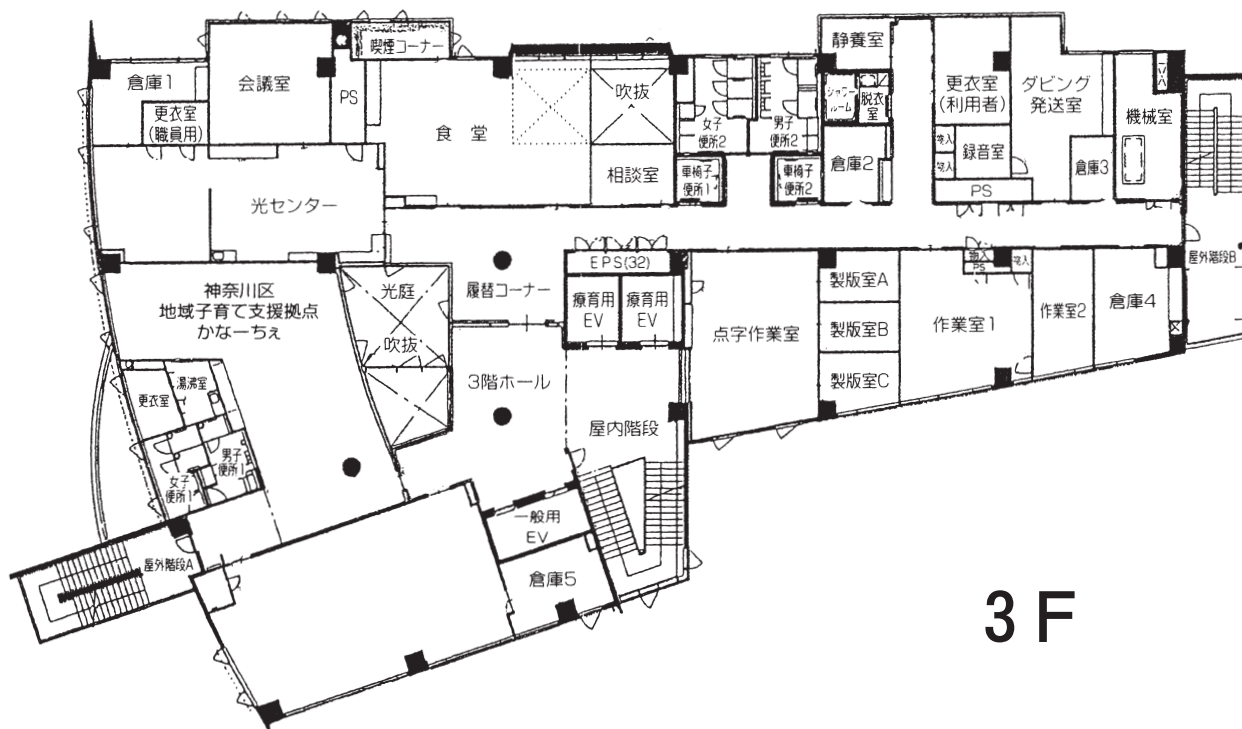 喫煙コーナー
静養室
倉庫1
会議室
PS
更衣室
(職員用)
食堂
吹抜
女子
便所2
男子
便所2
シャワー
ルーム
脱衣
室
更衣室
(利用者)
ダビング
発送室
機械室
物入
物入
録音室
倉庫2
倉庫3
PS
相談室
車椅子
便所1
車椅子
便所2
光センター
EPS(32)
履替コーナー
療育用
EV
療育用
EV
光庭
吹抜
神奈川区
地域子育て支援拠点
かなーちぇ
点字作業室
製版室A
製版室B
製版室C
物入
PS
物入
作業室1
作業室2
倉庫4
屋外階段B
3階ホール
屋内階段
更衣室
湯沸室
女子
便所1
男子
便所1
屋外階段A
一般用
EV
倉庫5
3F